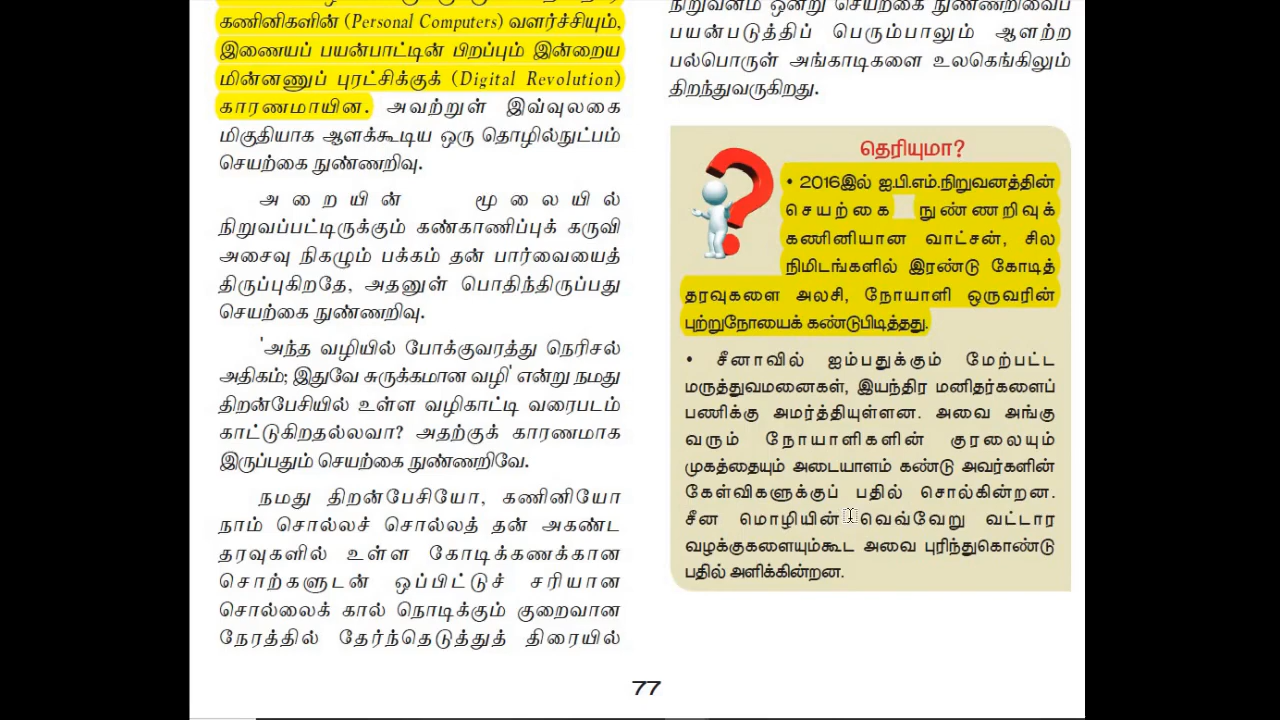 கணினிகளின் (Personal Computers) வளர்ச்சியும்,
இணையப் பயன்பாட்டின் பிறப்பும் இன்றைய
மின்னணுப் புரட்சிக்குக் (Digital Revolution)
காரணமாயின. அவற்றுள் இவ்வுலகை
மிகுதியாக ஆளக்கூடிய ஒரு தொழில்நுட்பம்
செயற்கை நுண்ணறிவு.
அறையின் மூலையில்
நிறுவப்பட்டிருக்கும் கண்காணிப்புக் கருவி
அசைவு நிகழும் பக்கம் தன் பார்வையைத்
திருப்புகிறதே, அதனுள் பொதிந்திருப்பது
செயற்கை நுண்ணறிவு.
'அந்த வழியில் போக்குவரத்து நெரிசல்
அதிகம்; இதுவே சுருக்கமான வழி' என்று நமது
திறன்பேசியில் உள்ள வழிகாட்டி வரைபடம்
காட்டுகிறதல்லவா? அதற்குக் காரணமாக
இருப்பதும் செயற்கை நுண்ணறிவே.
நமது திறன்பேசியோ, கணினியோ
நாம் சொல்லச் சொல்லத் தன் அகண்ட
தரவுகளில் உள்ள கோடிக்கணக்கான
சொற்களுடன் ஒப்பிட்டுச் சரியான
சொல்லைக் கால் நொடிக்கும் குறைவான
நேரத்தில் தேர்ந்தெடுத்துத் திரையில்
நிறுவனம் ஒன்று செயற்கை நுண்ணறிவைப்
பயன்படுத்திப் பெரும்பாலும் ஆளற்ற
பல்பொருள் அங்காடிகளை உலகெங்கிலும்
திறந்துவருகிறது.
தெரியுமா?
• 2016இல் ஐ.பி.எம்.நிறுவனத்தின்
செயற்கை நுண்ணறிவுக்
கணினியான வாட்சன், சில
நிமிடங்களில் இரண்டு கோடித்
தரவுகளை அலசி, நோயாளி ஒருவரின்
புற்றுநோயைக் கண்டுபிடித்தது.
• சீனாவில் ஐம்பதுக்கும் மேற்பட்ட
மருத்துவமனைகள், இயந்திர மனிதர்களைப்
பணிக்கு அமர்த்தியுள்ளன. அவை அங்கு
வரும் நோயாளிகளின் குரலையும்
முகத்தையும் அடையாளம் கண்டு அவர்களின்
கேள்விகளுக்குப் பதில் சொல்கின்றன.
சீன மொழியின் வெவ்வேறு வட்டார
வழக்குகளையும்கூட அவை புரிந்துகொண்டு
பதில் அளிக்கின்றன.
77